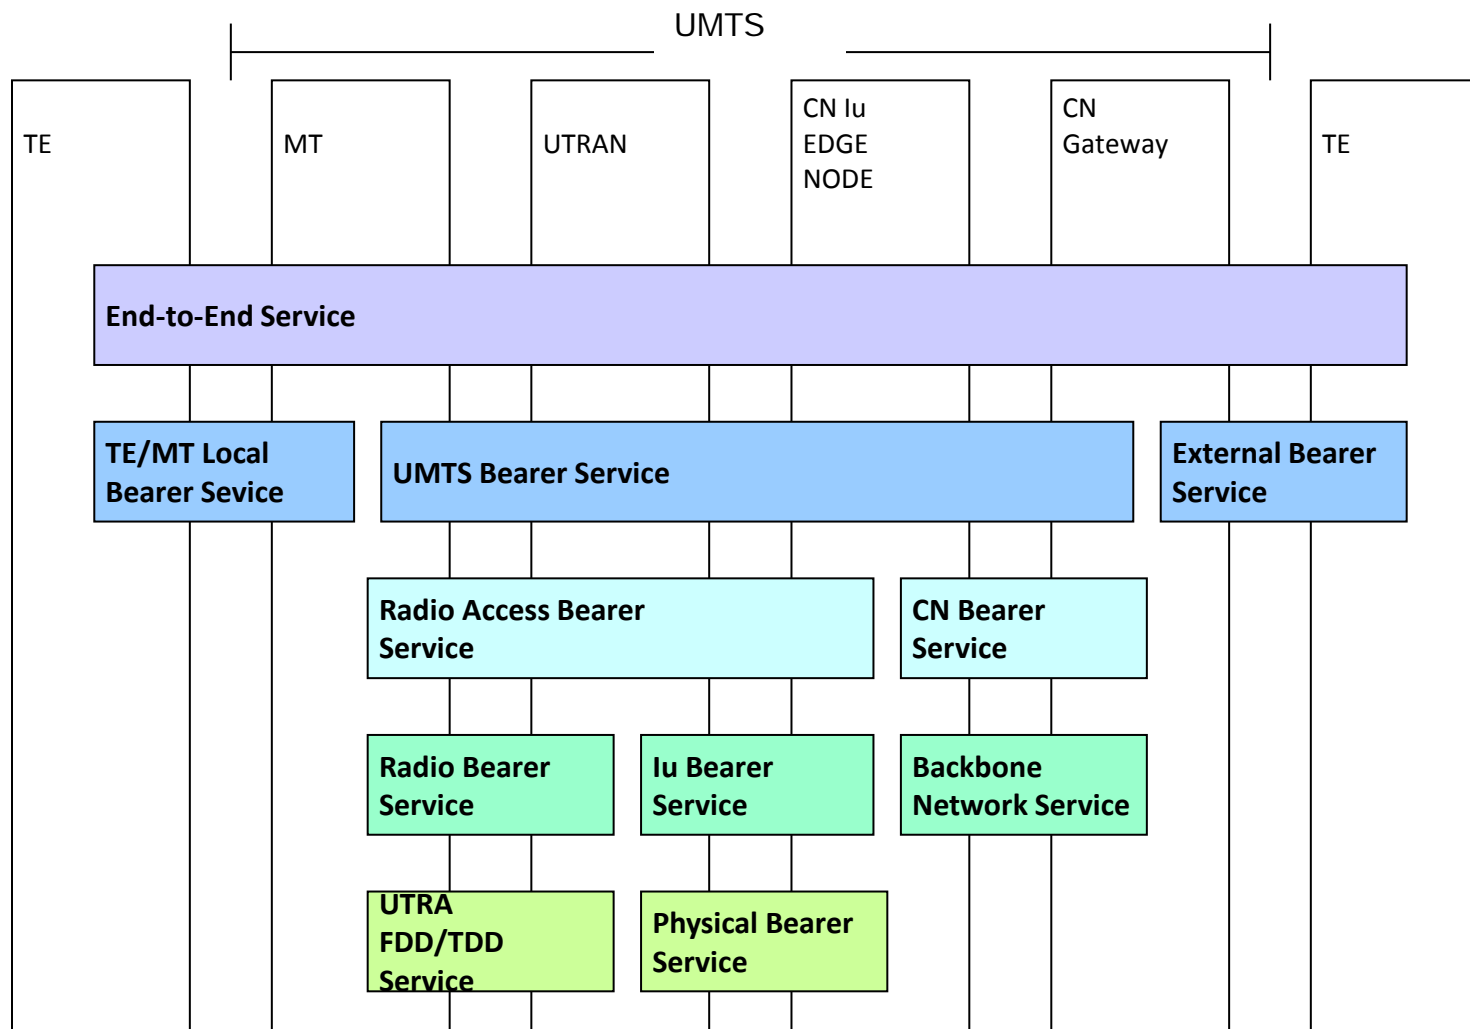 UMTS
TE
MT
UTRAN
CN Iu
EDGE
NODE
CN
Gateway
TE
End-to-End Service
TE/MT Local
Bearer Sevice
UMTS Bearer Service
External Bearer
Service
Radio Access Bearer
Service
CN Bearer
Service
Radio Bearer
Service
Iu Bearer
Service
Backbone
Network Service
UTRA
FDD/TDD
Service
Physical Bearer
Service